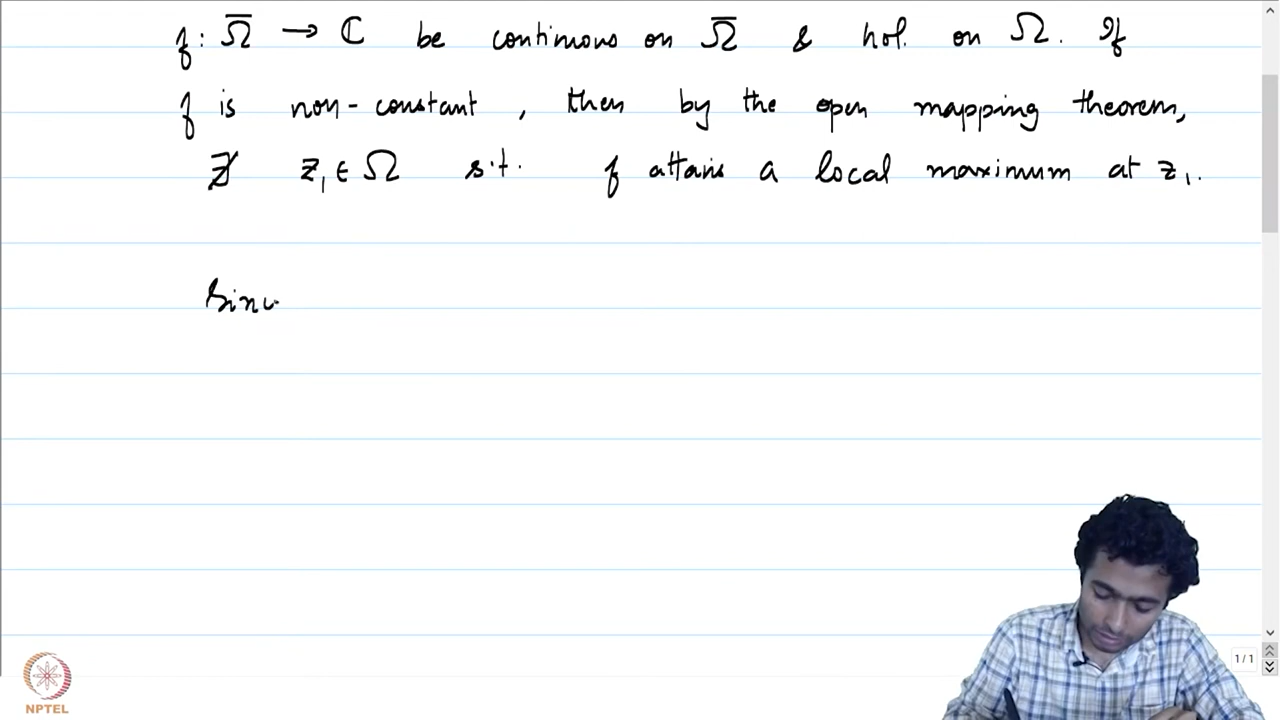 f : Ω̄ → ℂ be continuous on Ω̄ & hol. on Ω. If
f is non-constant, then by the open mapping theorem,
∄ z₁ ∈ Ω s.t. f attains a local maximum at z₁.
Sinc
1/1
NPTEL